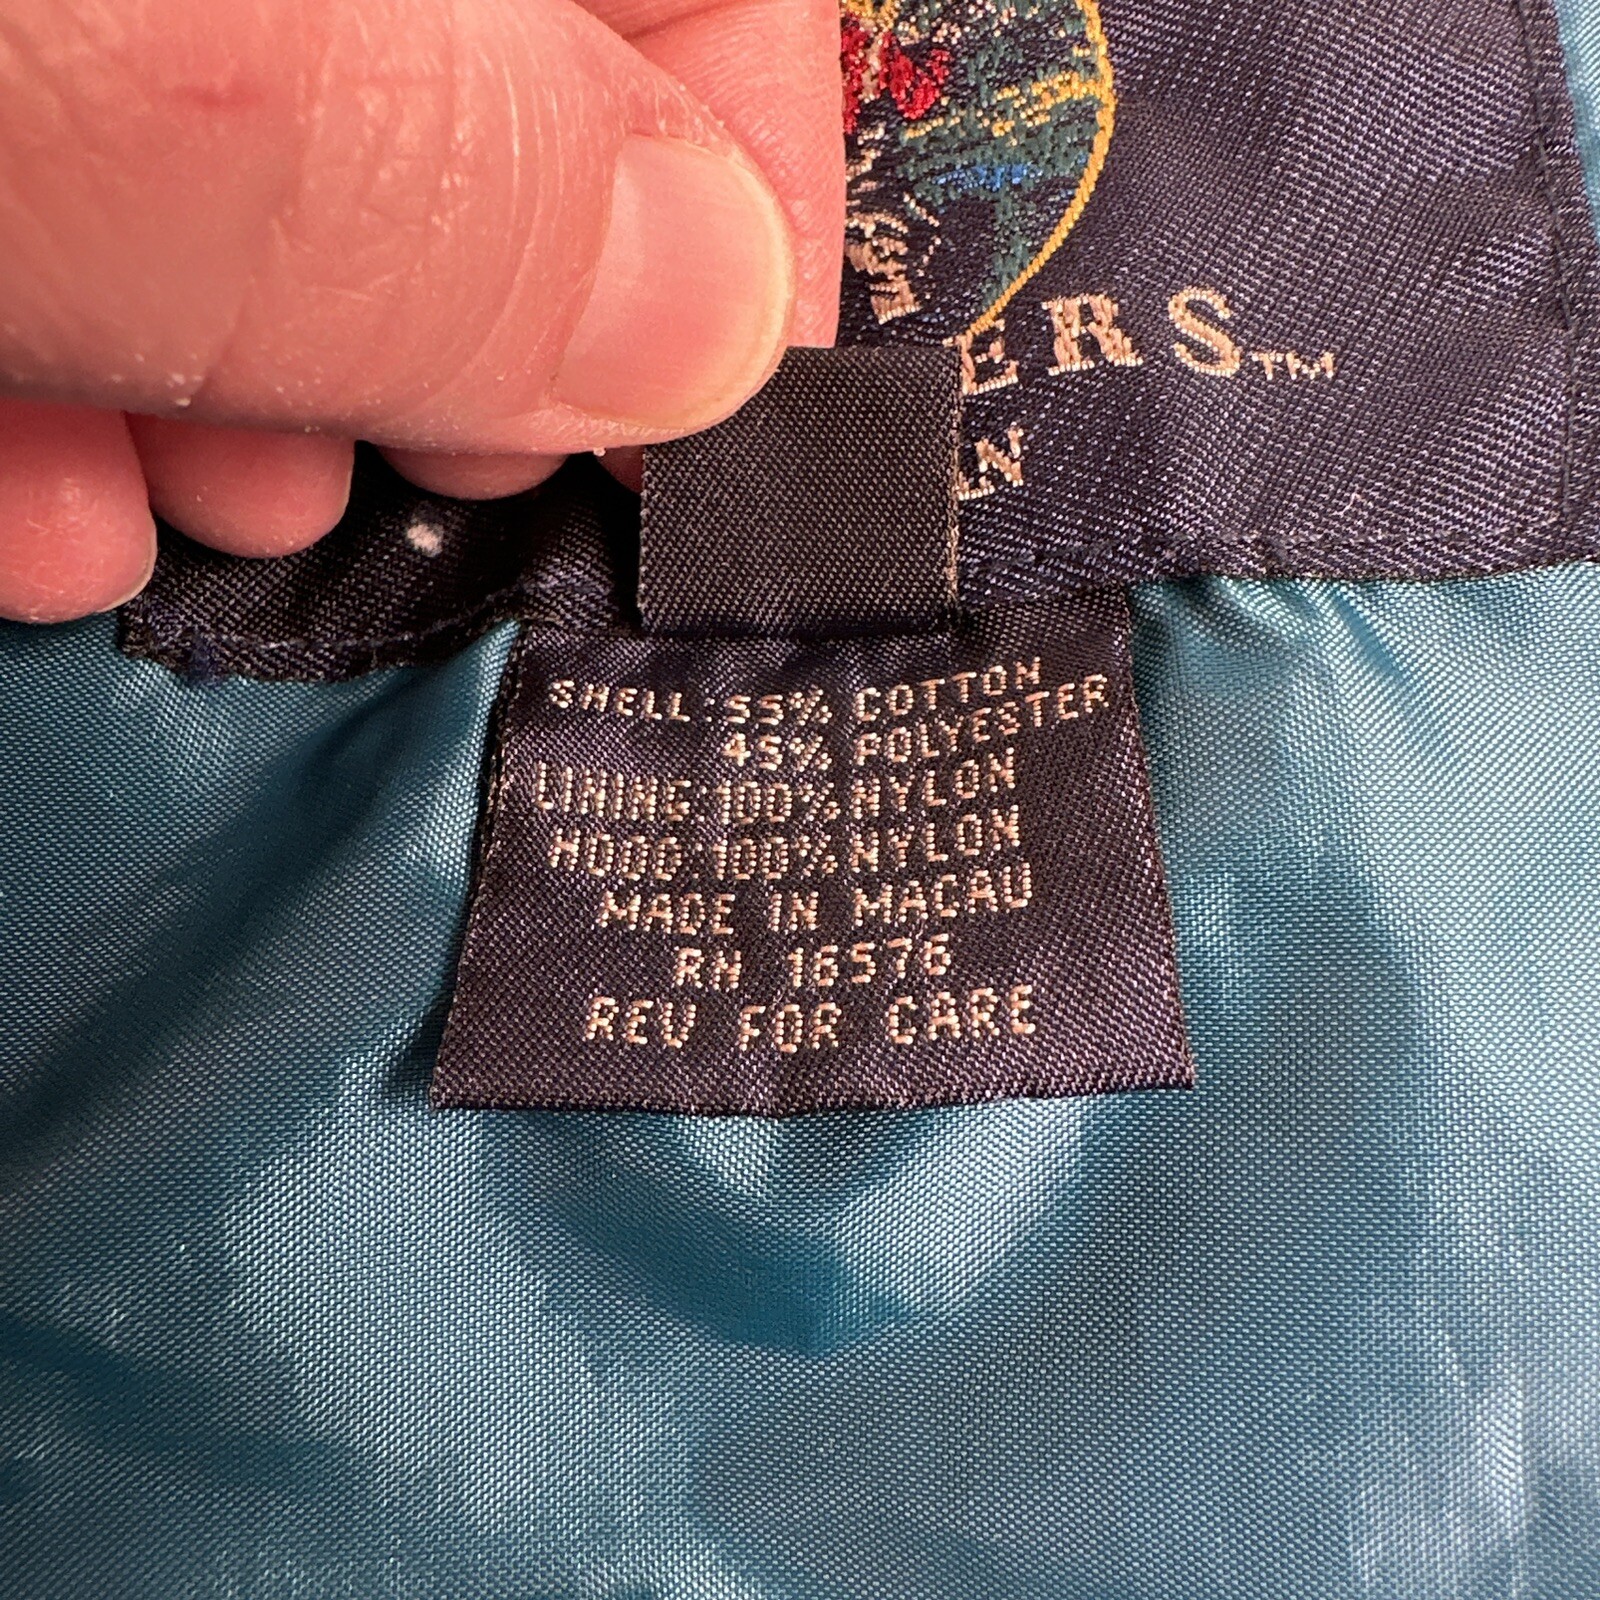 ERS™
N
SHELL:55% COTTON
45% POLYESTER
LINING 100% NYLON
HOOD:100% NYLON
MADE IN MACAU
RN 16576
REV FOR CARE